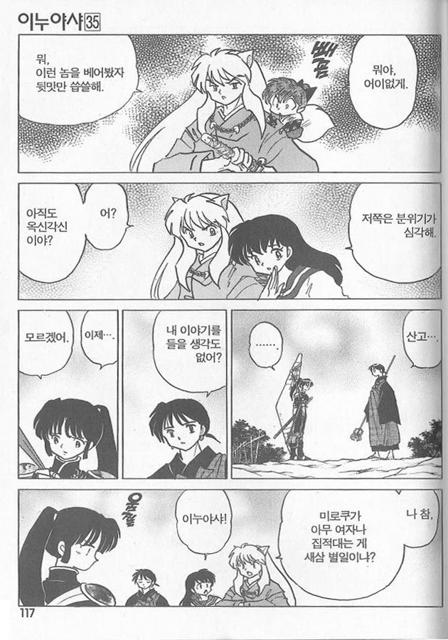 이누야샤 35
뭐야,
어이없게.
빼꼼
뭐,
이런 놈을 베어봤자
뒷맛만 씁쓸해.
저쪽은 분위기가
심각해.
어?
아직도
옥신각신
이야?
산고….
…….
내 이야기를
들을 생각도
없어?
이제….
모르겠어.
나 참,
미로쿠가
아무 여자나
집적대는 게
새삼 별일이냐?
이누야샤!
움찔
117